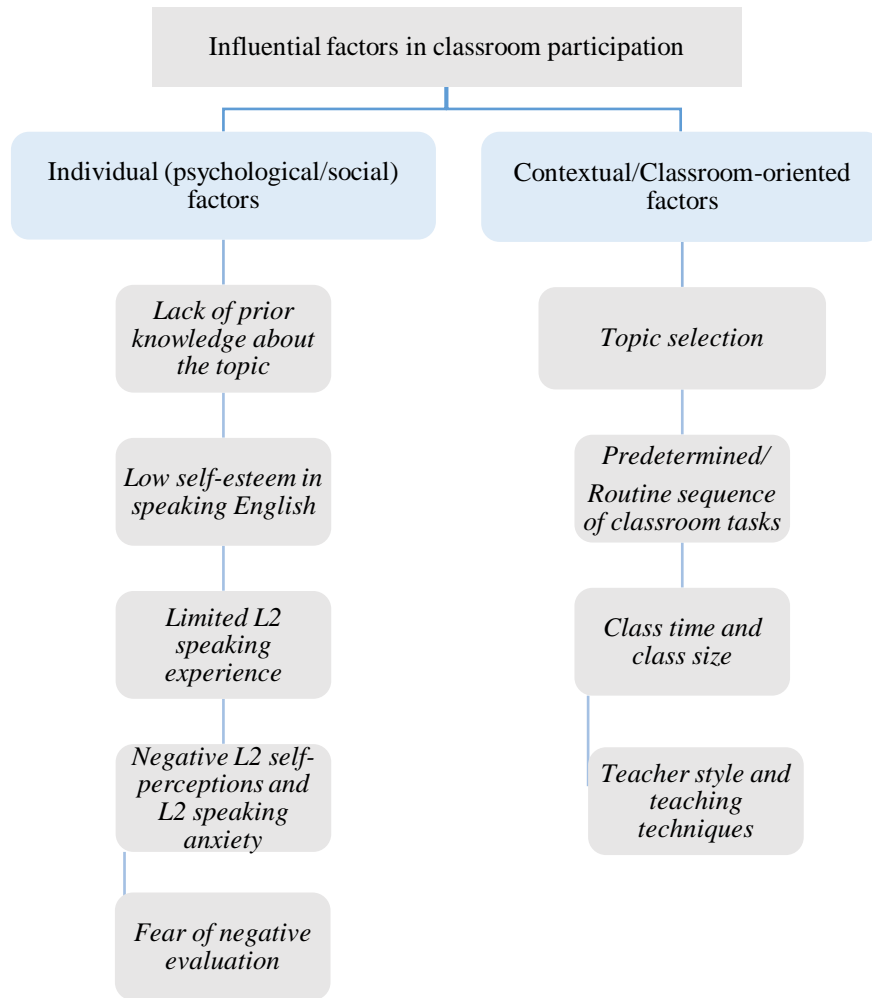 Influential factors in classroom participation
Individual (psychological/social)
factors
Contextual/Classroom-oriented
factors
Lack of prior
knowledge about
the topic
Topic selection
Low self-esteem in
speaking English
Predetermined/
Routine sequence
of classroom tasks
Limited L2
speaking
experience
Class time and
class size
Negative L2 self-
perceptions and
L2 speaking
anxiety
Teacher style and
teaching
techniques
Fear of negative
evaluation